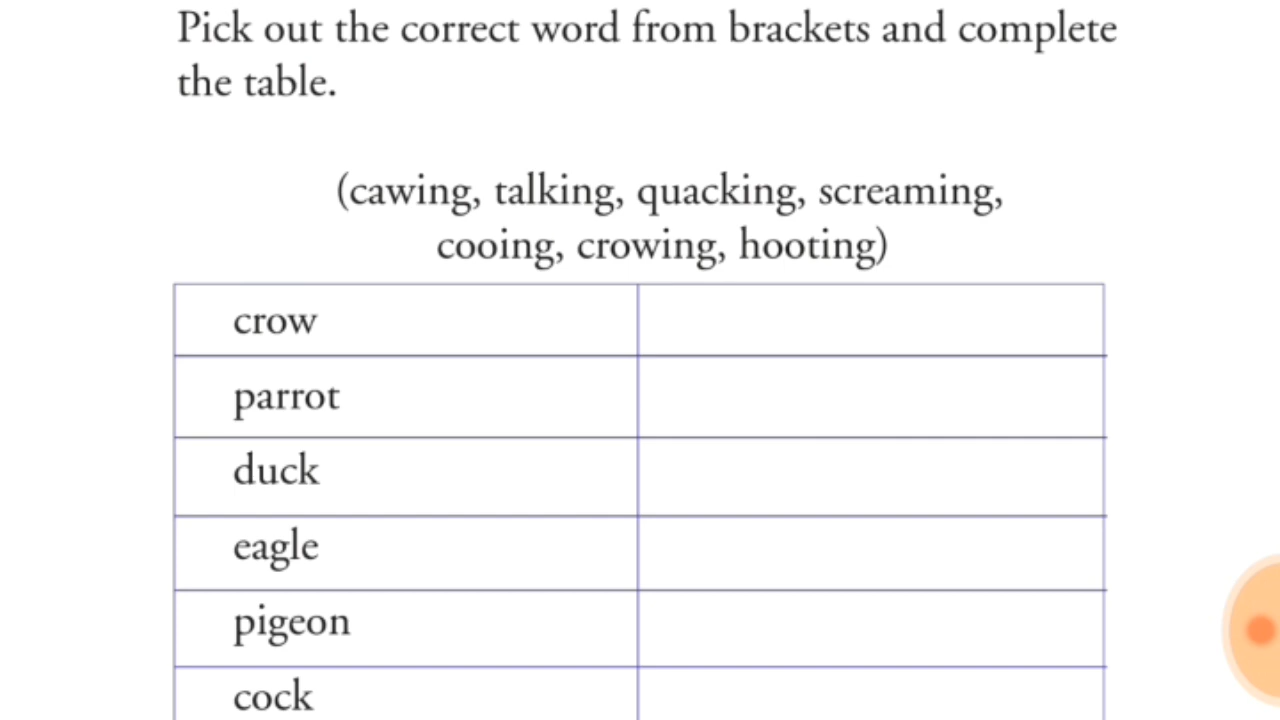 Pick out the correct word from brackets and complete
the table.
(cawing, talking, quacking, screaming,
cooing, crowing, hooting)
crow
parrot
duck
eagle
pigeon
cock